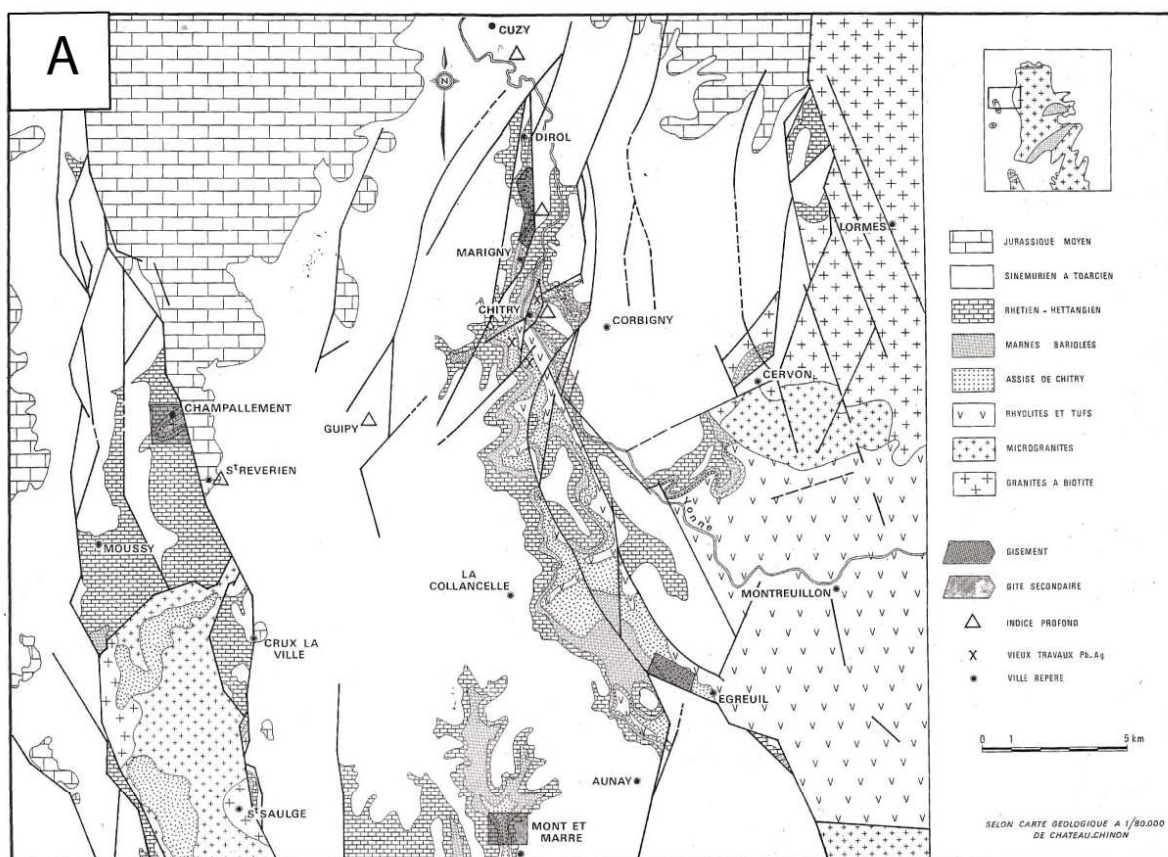 A
CUZY
N
DIROL
LORMES
MARIGNY
CHITRY
CORBIGNY
CERVON
CHAMPALLEMENT
GUIPY
St REVERIEN
Yonne
MOUSSY
LA
COLLANCELLE
MONTREUILLON
CRUX LA
VILLE
EGREUIL
AUNAY
St SAULGE
MONT ET
MARRE
JURASSIQUE MOYEN
SINEMURIEN A TOARCIEN
RHETIEN - HETTANGIEN
MARNES BARIOLEES
ASSISE DE CHITRY
RHYOLITES ET TUFS
MICROGRANITES
GRANITES A BIOTITE
GISEMENT
GITE SECONDAIRE
INDICE PROFOND
VIEUX TRAVAUX Pb.Ag
VILLE REPERE
0 1 5 km
SELON CARTE GEOLOGIQUE A 1/80.000
DE CHATEAU-CHINON